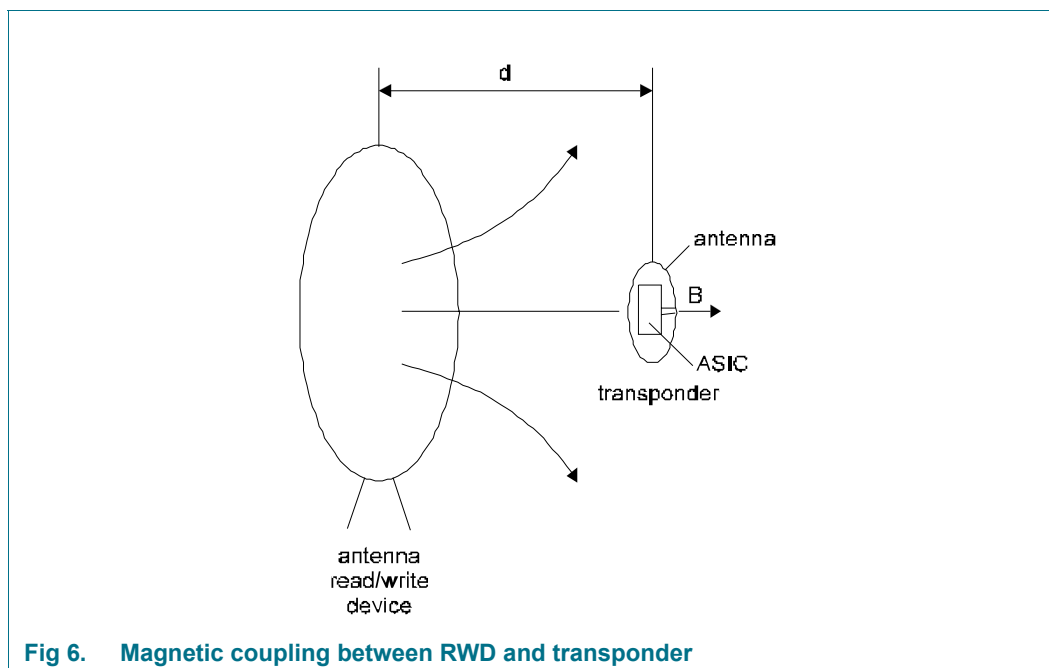 d
antenna
B
ASIC
transponder
antenna
read/write
device
Fig 6. Magnetic coupling between RWD and transponder